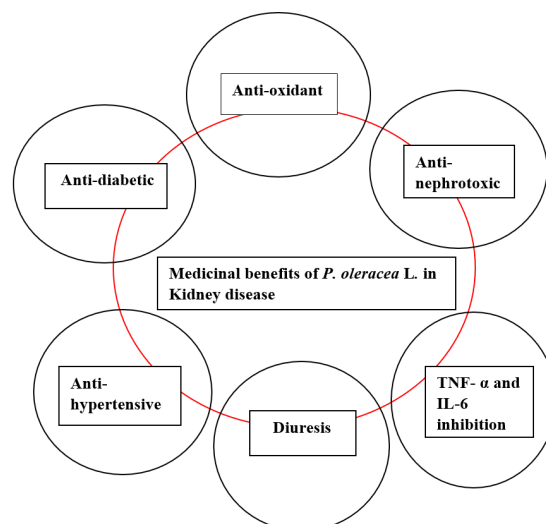 Anti-oxidant
Anti-diabetic
Anti-
nephrotoxic
Medicinal benefits of P. oleracea L. in
Kidney disease
Anti-
hypertensive
TNF- α and
IL-6
inhibition
Diuresis